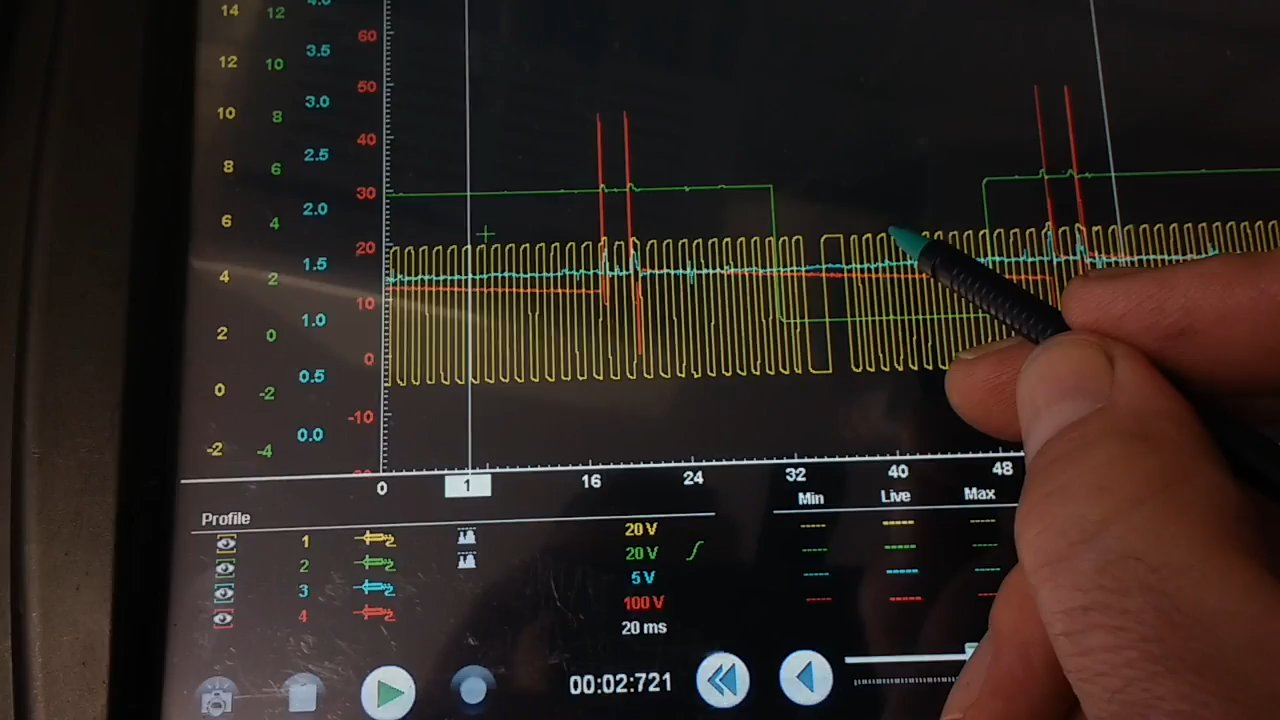 14 12 4.0
60
12 10 3.5
50
10 8 3.0
40
8 6 2.5
30
6 4 2.0
20
4 2 1.5
10
2 0 1.0
0
0 -2 0.5
-10
-2 -4 0.0
0 1 16 24 32 40 48
Profile Min Live Max
1 20 V
2 20 V
3 5 V
4 100 V
20 ms
00:02:721